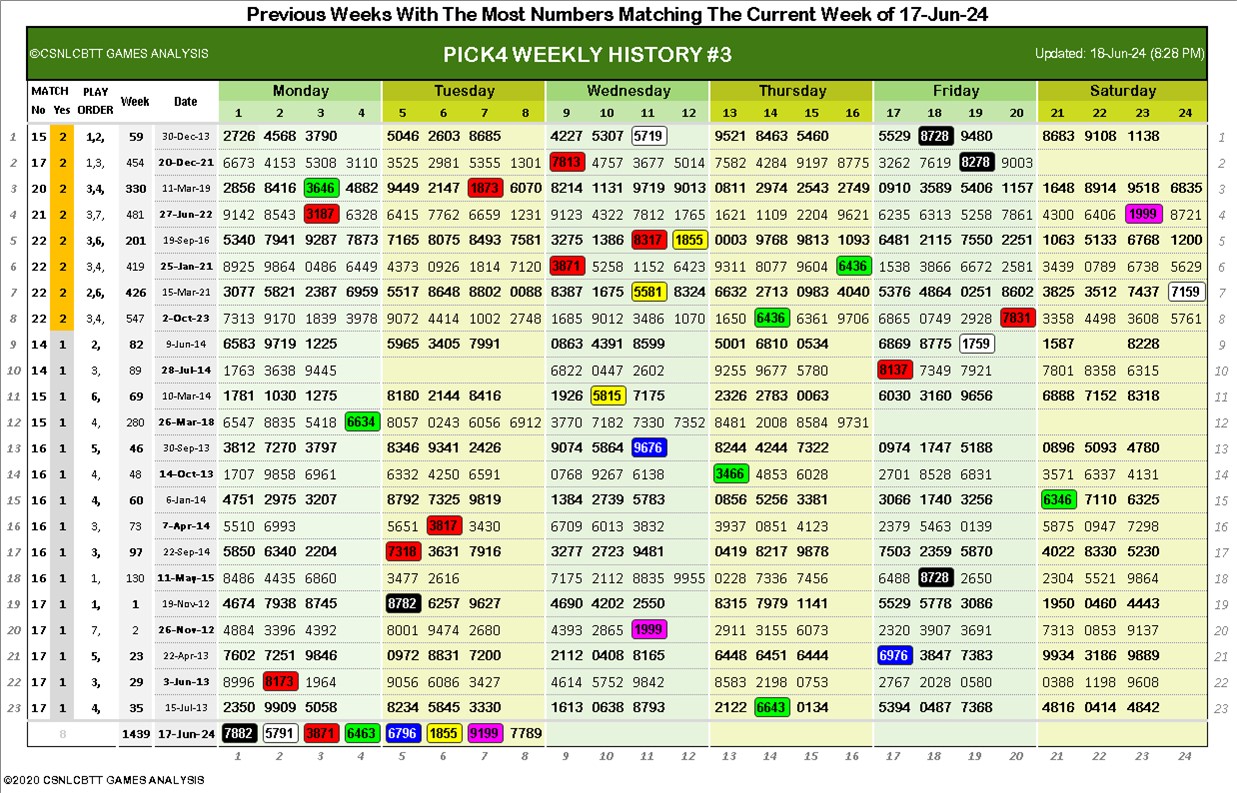 Previous Weeks With The Most Numbers Matching The Current Week of 17-Jun-24
©CSNLCBTT GAMES ANALYSIS PICK4 WEEKLY HISTORY #3 Updated: 18-Jun-24 (8:28 PM)
MATCH PLAY Week Date Monday Tuesday Wednesday Thursday Friday Saturday
No Yes ORDER 1 2 3 4 5 6 7 8 9 10 11 12 13 14 15 16 17 18 19 20 21 22 23 24
1 15 2 1,2, 59 30-Dec-13 2726 4568 3790 5046 2603 8685 4227 5307 5719 9521 8463 5460 5529 8728 9480 8683 9108 1138 1
2 17 2 1,3, 454 20-Dec-21 6673 4153 5308 3110 3525 2981 5355 1301 7813 4757 3677 5014 7582 4284 9197 8775 3262 7619 8278 9003 2
3 20 2 3,4, 330 11-Mar-19 2856 8416 3646 4882 9449 2147 1873 6070 8214 1131 9719 9013 0811 2974 2543 2749 0910 3589 5406 1157 1648 8914 9518 6835 3
4 21 2 3,7, 481 27-Jun-22 9142 8543 3187 6328 6415 7762 6659 1231 9123 4322 7812 1765 1621 1109 2204 9621 6235 6313 5258 7861 4300 6406 1999 8721 4
5 22 2 3,6, 201 19-Sep-16 5340 7941 9287 7873 7165 8075 8493 7581 3275 1386 8317 1855 0003 9768 9813 1093 6481 2115 7550 2251 1063 5133 6768 1200 5
6 22 2 3,4, 419 25-Jan-21 8925 9864 0486 6449 4373 0926 1814 7120 3871 5258 1152 6423 9311 8077 9604 6436 1538 3866 6672 2581 3439 0789 6738 5629 6
7 22 2 2,6, 426 15-Mar-21 3077 5821 2387 6959 5517 8648 8802 0088 8387 1675 5581 8324 6632 2713 0983 4040 5376 4864 0251 8602 3825 3512 7437 7159 7
8 22 2 3,4, 547 2-Oct-23 7313 9170 1839 3978 9072 4414 1002 2748 1685 9012 3486 1070 1650 6436 6361 9706 6865 0749 2928 7831 3358 4498 3608 5761 8
9 14 1 2, 82 9-Jun-14 6583 9719 1225 5965 3405 7991 0863 4391 8599 5001 6810 0534 6869 8775 1759 1587 8228 9
10 14 1 3, 89 28-Jul-14 1763 3638 9445 6822 0447 2602 9255 9677 5780 8137 7349 7921 7801 8358 6315 10
11 15 1 6, 69 10-Mar-14 1781 1030 1275 8180 2144 8416 1926 5815 7175 2326 2783 0063 6030 3160 9656 6888 7152 8318 11
12 15 1 4, 280 26-Mar-18 6547 8835 5418 6634 8057 0243 6056 6912 3770 7182 7330 7352 8481 2008 8584 9731 12
13 16 1 5, 46 30-Sep-13 3812 7270 3797 8346 9341 2426 9074 5864 9676 8244 4244 7322 0974 1747 5188 0896 5093 4780 13
14 16 1 4, 48 14-Oct-13 1707 9858 6961 6332 4250 6591 0768 9267 6138 3466 4853 6028 2701 8528 6831 3571 6337 4131 14
15 16 1 4, 60 6-Jan-14 4751 2975 3207 8792 7325 9819 1384 2739 5783 0856 5256 3381 3066 1740 3256 6346 7110 6325 15
16 16 1 3, 73 7-Apr-14 5510 6993 5651 3817 3430 6709 6013 3832 3937 0851 4123 2379 5463 0139 5875 0947 7298 16
17 16 1 3, 97 22-Sep-14 5850 6340 2204 7318 3631 7916 3277 2723 9481 0419 8217 9878 7503 2359 5870 4022 8330 5230 17
18 16 1 1, 130 11-May-15 8486 4435 6860 3477 2616 7175 2112 8835 9955 0228 7336 7456 6488 8728 2650 2304 5521 9864 18
19 17 1 1, 1 19-Nov-12 4674 7938 8745 8782 6257 9627 4690 4202 2550 8315 7979 1141 5529 5778 3086 1950 0460 4443 19
20 17 1 7, 2 26-Nov-12 4884 3396 4392 8001 9474 2680 4393 2865 1999 2911 3155 6073 2320 3907 3691 7313 0853 9137 20
21 17 1 5, 23 22-Apr-13 7602 7251 9846 0972 8831 7200 2112 0408 8165 6448 6451 6444 6976 3847 7383 9934 3186 9889 21
22 17 1 3, 29 3-Jun-13 8996 8173 1964 9056 6086 3427 4614 5752 9842 8583 2198 0753 2767 2028 0580 0388 1198 9608 22
23 17 1 4, 35 15-Jul-13 2350 9909 5058 8234 5845 3330 1613 0638 8793 2122 6643 0134 5394 0487 7368 4816 0414 4842 23
8 1439 17-Jun-24 7882 5791 3871 6463 6796 1855 9199 7789
1 2 3 4 5 6 7 8 9 10 11 12 13 14 15 16 17 18 19 20 21 22 23 24
©2020 CSNLCBTT GAMES ANALYSIS